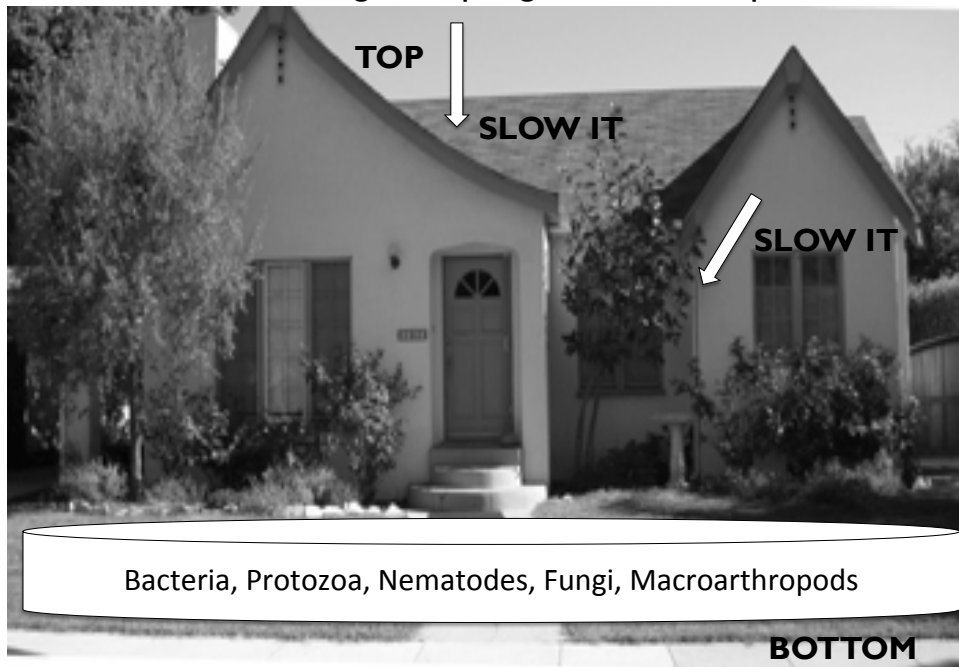 TOP
SLOW IT
SLOW IT
Bacteria, Protozoa, Nematodes, Fungi, Macroarthropods
BOTTOM